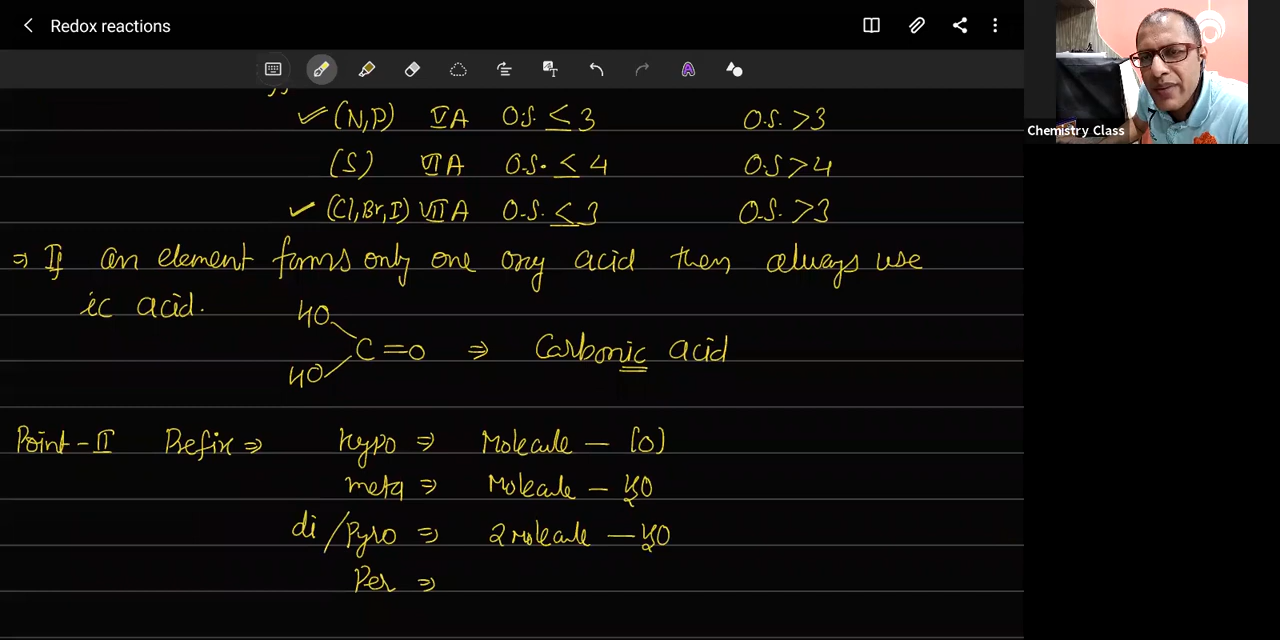 Redox reactions
Chemistry Class
(N,P) VA O.S. ≤ 3 O.S. > 3
(S) VIA O.S. ≤ 4 O.S > 4
(Cl, Br, I) VIIA O.S. ≤ 3 O.S. > 3
⇒ If an element forms only one oxy acid then always use
ic acid.
HO
C=O ⇒ Carbonic acid
HO
Point-II Prefix ⇒ hypo ⇒ Molecule — [O]
meta ⇒ Molecule — H2O
di/Pyro ⇒ 2 Molecule — H2O
Per ⇒